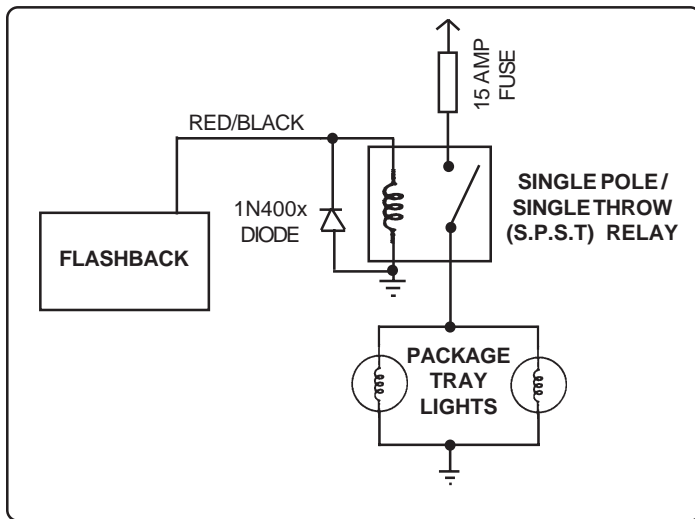 15 AMP
FUSE
RED/BLACK
1N400x
DIODE
SINGLE POLE /
SINGLE THROW
(S.P.S.T) RELAY
FLASHBACK
PACKAGE
TRAY
LIGHTS